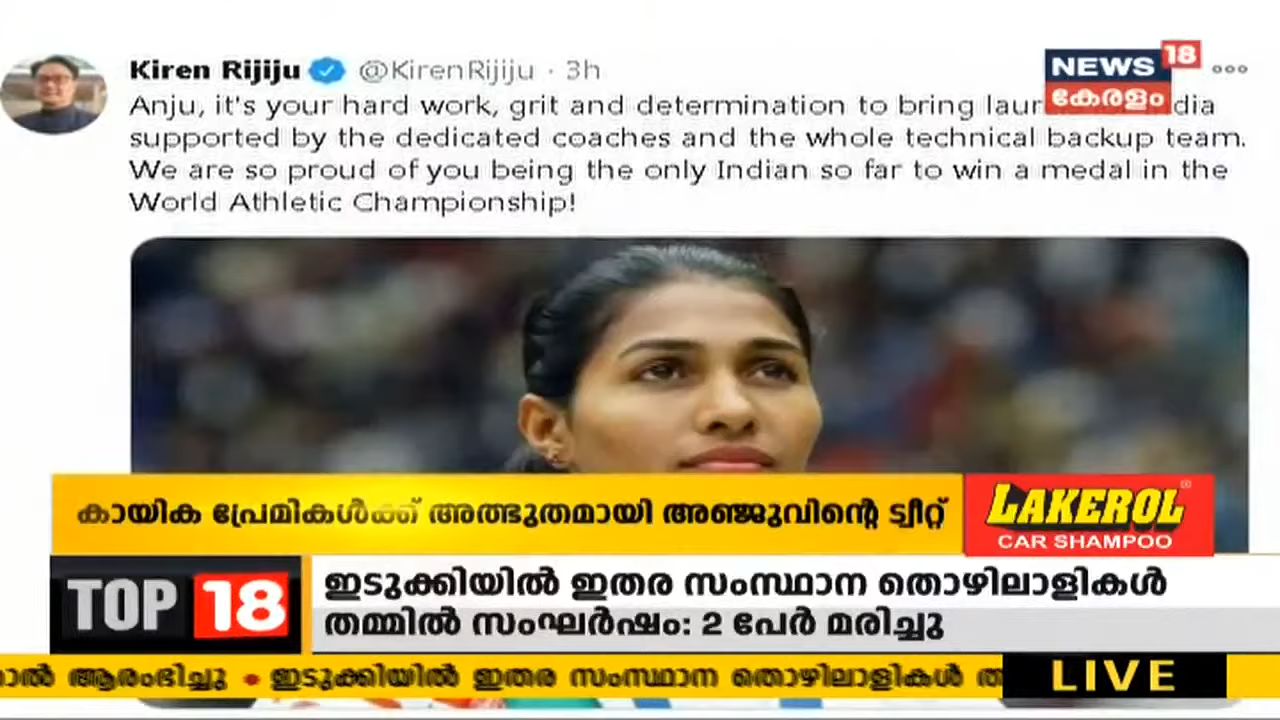 Kiren Rijiju @KirenRijiju · 3h
NEWS 18
കേരളം
Anju, it's your hard work, grit and determination to bring
supported by the dedicated coaches and the whole technical backup team.
We are so proud of you being the only Indian so far to win a medal in the
World Athletic Championship!
കായിക പ്രേമികൾക്ക് അത്ഭുതമായി അഞ്ജുവിന്റെ ട്വീറ്റ്
LAKEROL®
CAR SHAMPOO
TOP 18
ഇടുക്കിയിൽ ഇതര സംസ്ഥാന തൊഴിലാളികൾ
തമ്മിൽ സംഘർഷം: 2 പേർ മരിച്ചു
ആരംഭിച്ചു • ഇടുക്കിയിൽ ഇതര സംസ്ഥാന തൊഴിലാളികൾ
LIVE